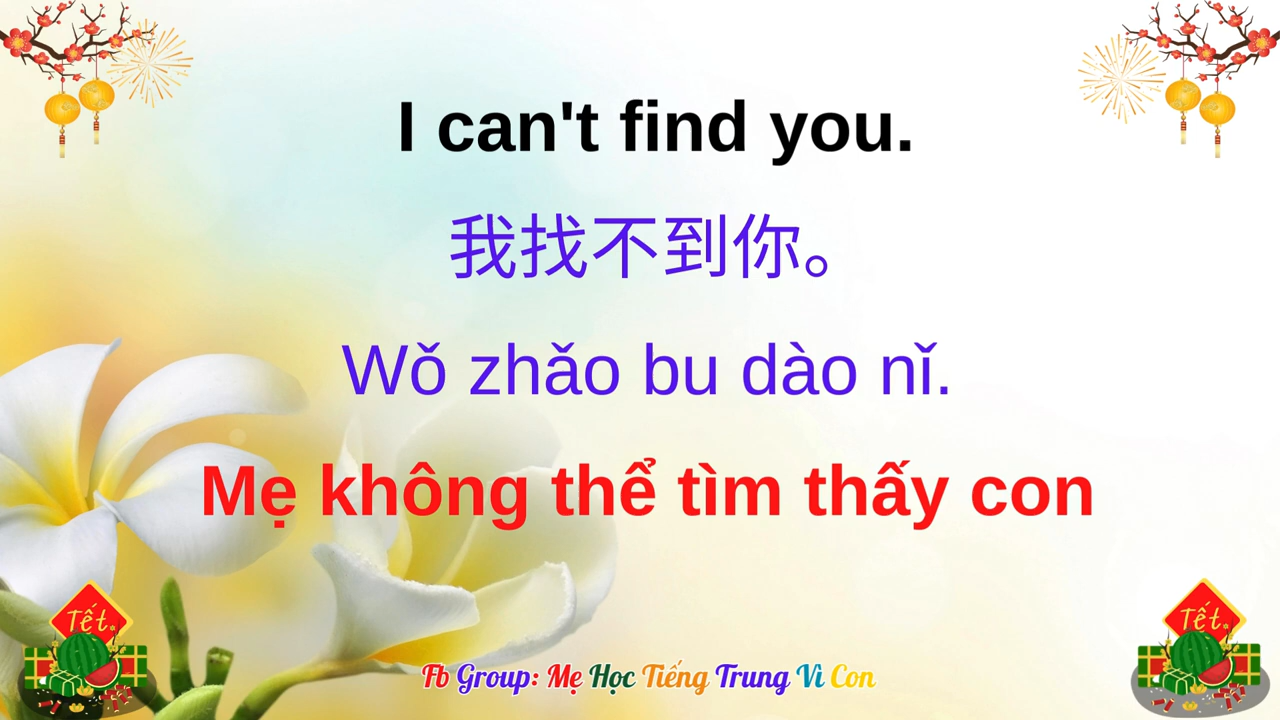 I can't find you.
我找不到你。
Wǒ zhǎo bu dào nǐ.
Mẹ không thể tìm thấy con
Tết
Tết
Fb Group: Mẹ Học Tiếng Trung Vì Con